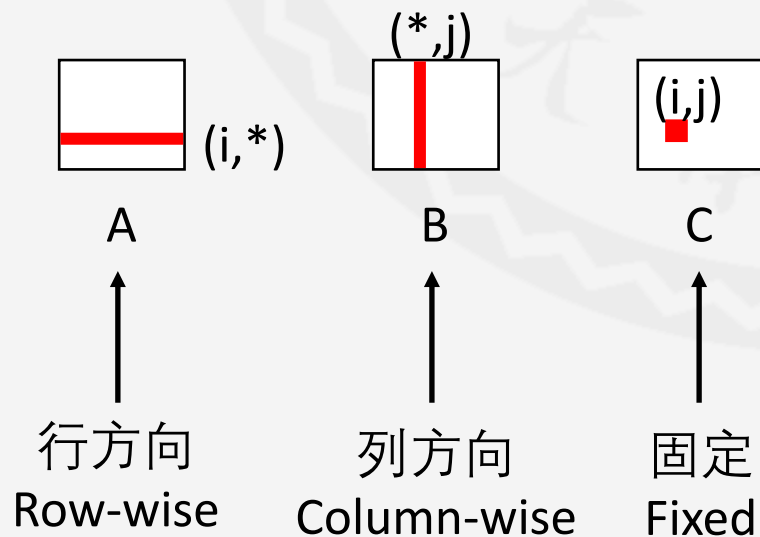 (*,j)
(i,*)
(i,j)
A
B
C
行方向
列方向
固定
Row-wise
Column-wise
Fixed